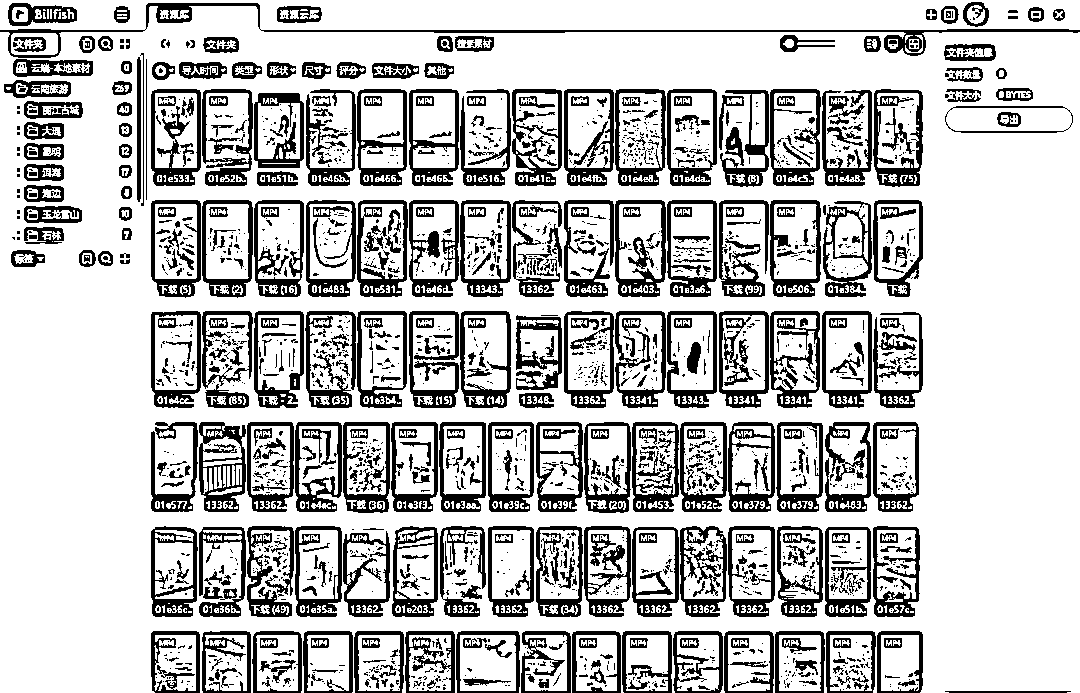 Billfish
资源库
资源云库
文件夹
文件夹
搜索素材
云端-本地素材 0
云南旅游 259
丽江古城 40
大理 13
昆明 12
洱海 17
海边
玉龙雪山 10
石林 7
标签
导入时间 类型 形状 尺寸 评分 文件大小 其他
文件夹信息
文件数量 0
文件大小 0 BYTES
导出
MP4 MP4 MP4 MP4 MP4 MP4 MP4 MP4 MP4 MP4 MP4 MP4 MP4 MP4 MP4
01e533... 01e52b... 01e51b... 01e46b... 01e466... 01e466... 01e516... 01e41c... 01e4fb... 01e4e8... 01e4da... 下载 (8) 01e4c5... 01e4a8... 下载 (75)
MP4 MP4 MP4 MP4 MP4 MP4 MP4 MP4 MP4 MP4 MP4 MP4 MP4 MP4 MP4
下载 (5) 下载 (2) 下载 (16) 01e483... 01e531... 01e46d... 13343... 13362... 01e463... 01e403... 01e3a6... 下载 (99) 01e506... 01e384... 下载
MP4 MP4 MP4 MP4 MP4 MP4 MP4 MP4 MP4 MP4 MP4 MP4 MP4 MP4 MP4
01e4cc... 下载 (85) 下载 - 2... 下载 (35) 01e3b4... 下载 (15) 下载 (14) 13348... 13362... 13341... 13343... 13341... 13341... 13341... 13362...
MP4 MP4 MP4 MP4 MP4 MP4 MP4 MP4 MP4 MP4 MP4 MP4 MP4 MP4 MP4 MP4
01e577... 13362... 13362... 01e4ec... 下载 (36) 01e3f3... 01e3aa... 01e39c... 01e39f... 下载 (20) 01e453... 01e52c... 01e379... 01e379... 01e483... 13362...
MP4 MP4 MP4 MP4 MP4 MP4 MP4 MP4 MP4 MP4 MP4 MP4 MP4 MP4 MP4 MP4
01e36c... 01e36b... 下载 (49) 01e35a... 13362... 01e203... 13362... 13362... 下载 (34) 13362... 13362... 13362... 13362... 13362... 01e51b... 01e57c...
MP4 MP4 MP4 MP4 MP4 MP4 MP4 MP4 MP4 MP4 MP4 MP4 MP4 MP4 MP4